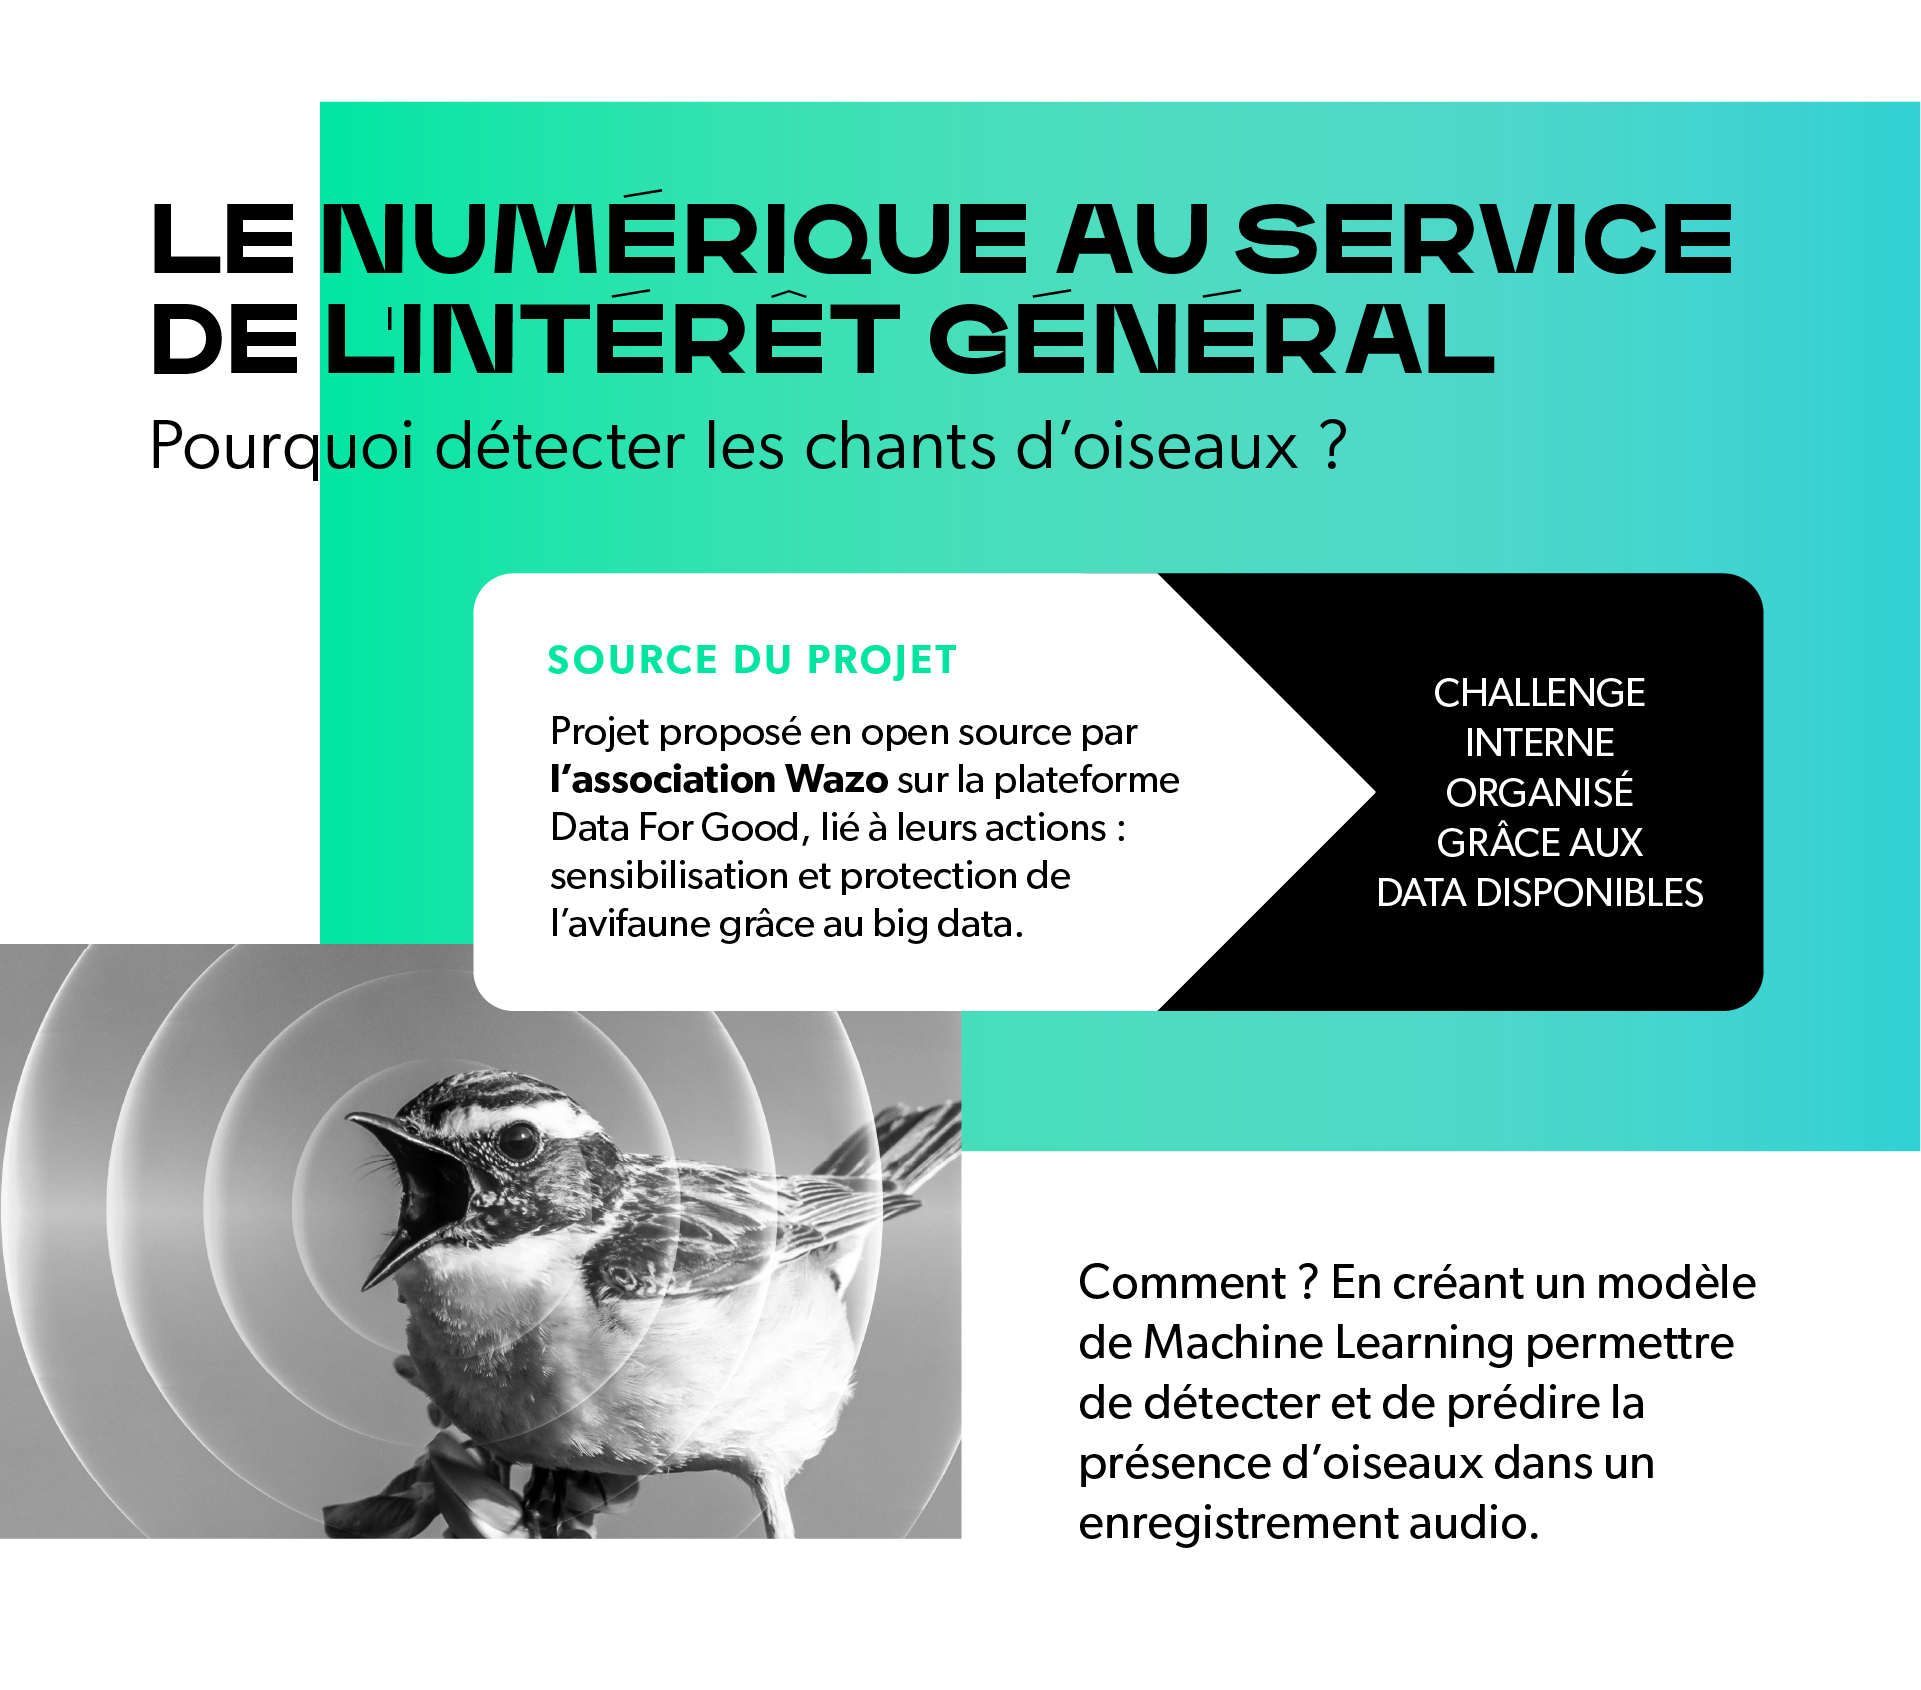 LE NUMÉRIQUE AU SERVICE
DE L'INTÉRÊT GÉNÉRAL
Pourquoi détecter les chants d’oiseaux ?
SOURCE DU PROJET
Projet proposé en open source par
l’association Wazo sur la plateforme
Data For Good, lié à leurs actions :
sensibilisation et protection de
l’avifaune grâce au big data.
CHALLENGE
INTERNE
ORGANISÉ
GRÂCE AUX
DATA DISPONIBLES
Comment ? En créant un modèle
de Machine Learning permettre
de détecter et de prédire la
présence d’oiseaux dans un
enregistrement audio.